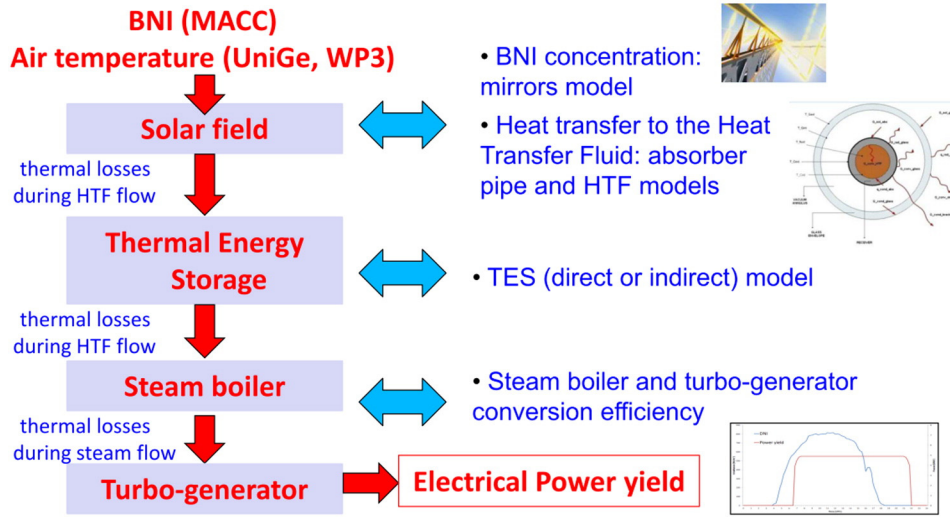 BNI (MACC)
Air temperature (UniGe, WP3)
Solar field
thermal losses
during HTF flow
Thermal Energy
Storage
thermal losses
during HTF flow
Steam boiler
thermal losses
during steam flow
Turbo-generator
Electrical Power yield
• BNI concentration:
mirrors model
• Heat transfer to the Heat
Transfer Fluid: absorber
pipe and HTF models
• TES (direct or indirect) model
• Steam boiler and turbo-generator
conversion efficiency
Power yield